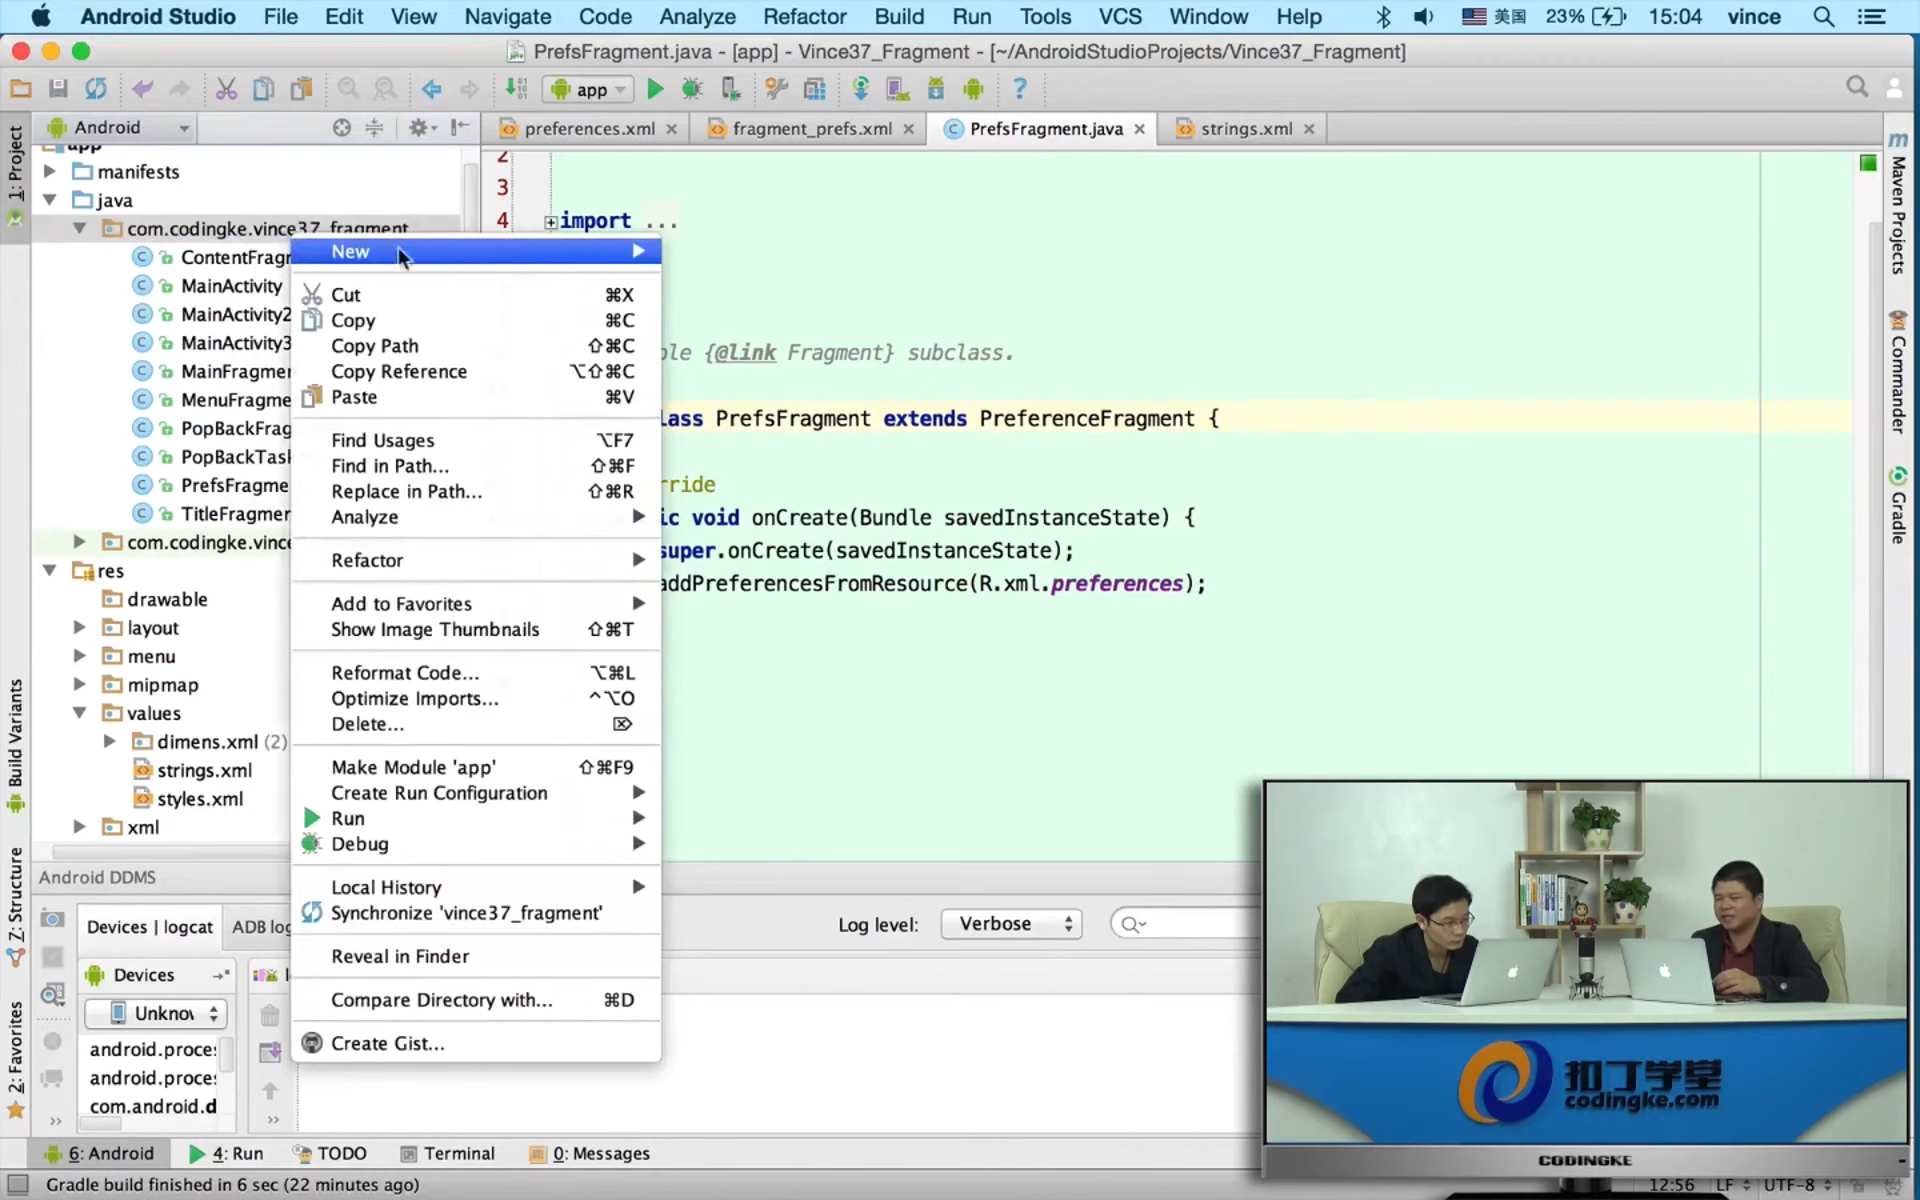 Android Studio File Edit View Navigate Code Analyze Refactor Build Run Tools VCS Window Help 美国 23% 15:04 vince
PrefsFragment.java - [app] - Vince37_Fragment - [~/AndroidStudioProjects/Vince37_Fragment]
app
Android
preferences.xml
fragment_prefs.xml
PrefsFragment.java
strings.xml
1: Project
Build Variants
Z: Structure
2: Favorites
app
manifests
java
com.codingke.vince37_fragment
ContentFragm
MainActivity
MainActivity2
MainActivity3
MainFragmen
MenuFragme
PopBackFrag
PopBackTask
PrefsFragme
TitleFragmen
com.codingke.vince
res
drawable
layout
menu
mipmap
values
dimens.xml (2)
strings.xml
styles.xml
xml
New
Cut ⌘X
Copy ⌘C
Copy Path ⇧⌘C
Copy Reference ⌥⇧⌘C
Paste ⌘V
Find Usages ⌥F7
Find in Path... ⇧⌘F
Replace in Path... ⇧⌘R
Analyze
Refactor
Add to Favorites
Show Image Thumbnails ⇧⌘T
Reformat Code... ⌥⌘L
Optimize Imports... ^⌥O
Delete... ⌦
Make Module 'app' ⇧⌘F9
Create Run Configuration
Run
Debug
Local History
Synchronize 'vince37_fragment'
Reveal in Finder
Compare Directory with... ⌘D
Create Gist...
2
3
4 import ...
ple {@link Fragment} subclass.
lass PrefsFragment extends PreferenceFragment {
rride
ic void onCreate(Bundle savedInstanceState) {
super.onCreate(savedInstanceState);
addPreferencesFromResource(R.xml.preferences);
Maven Projects
Commander
Gradle
Android DDMS
Devices | logcat
ADB log
Log level: Verbose
Devices
Unknov
android.proce
android.proce
com.android.d
扣丁学堂
codingke.com
CODINGKE
6: Android 4: Run TODO Terminal 0: Messages
Gradle build finished in 6 sec (22 minutes ago)
12:56 LF UTF-8